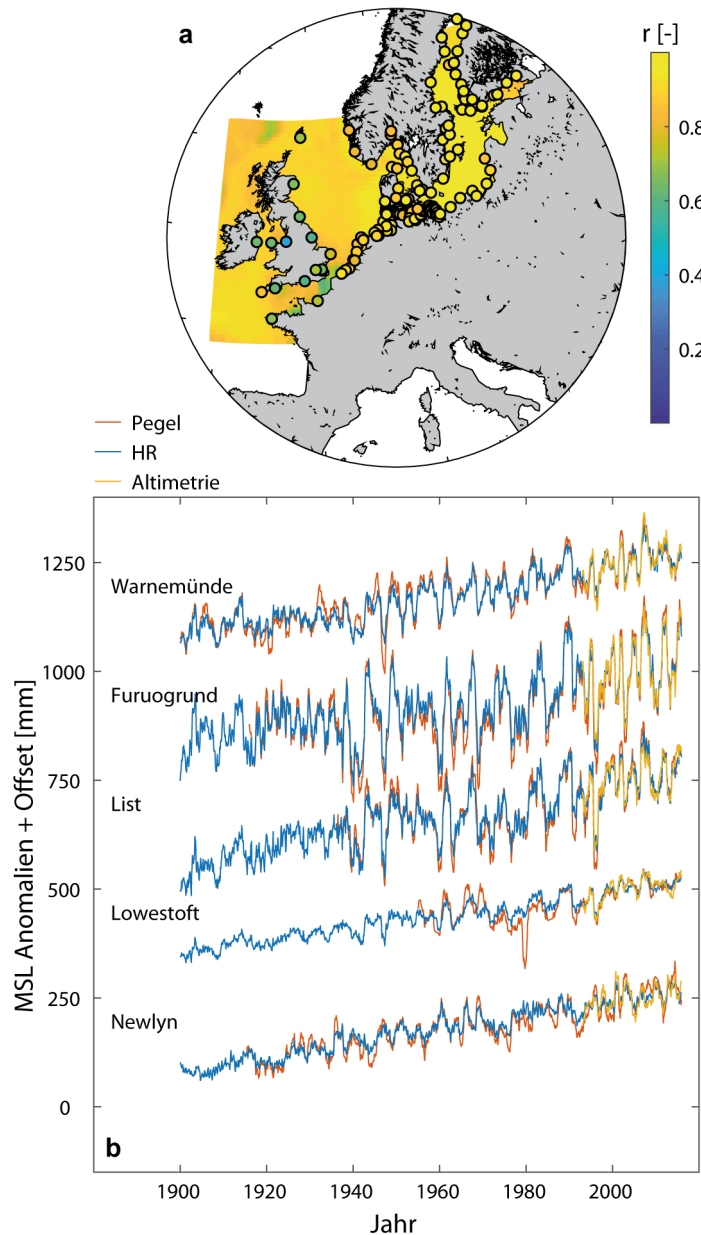 a
r [-]
0.8
0.6
0.4
0.2
Pegel
HR
Altimetrie
MSL Anomalien + Offset [mm]
1250
1000
750
500
250
0
Warnemünde
Furuogrund
List
Lowestoft
Newlyn
b
1900 1920 1940 1960 1980 2000
Jahr